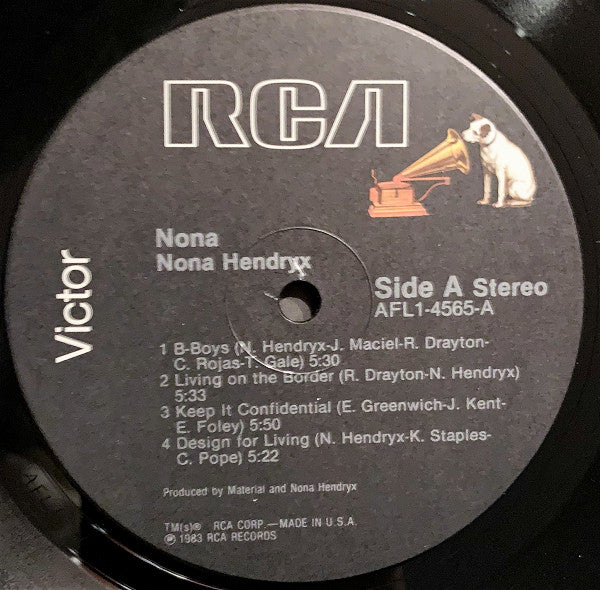 RCA
Victor
Nona
Nona Hendryx
Side A Stereo
AFL1-4565-A
1 B-Boys (N. Hendryx-J. Maciel-R. Drayton-
C. Rojas-T. Gale) 5:30
2 Living on the Border (R. Drayton-N. Hendryx)
5:33
3 Keep It Confidential (E. Greenwich-J. Kent-
E. Foley) 5:50
4 Design for Living (N. Hendryx-K. Staples-
C. Pope) 5:22
Produced by Material and Nona Hendryx
TM(s)® RCA CORP.—MADE IN U.S.A.
℗ 1983 RCA RECORDS
AFL